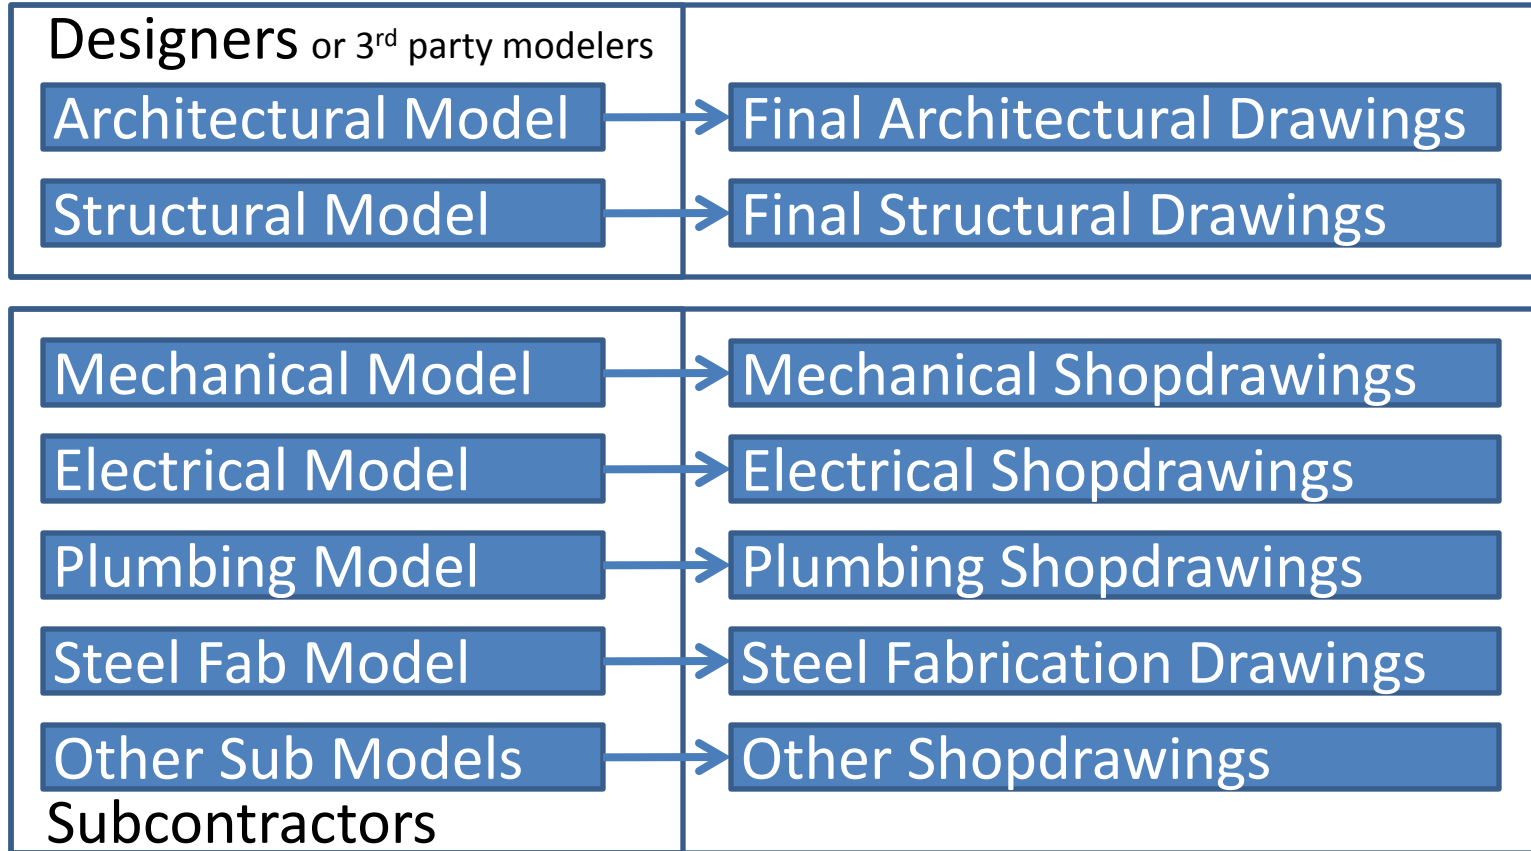 Designers or 3rd party modelers
Architectural Model
Final Architectural Drawings
Structural Model
Final Structural Drawings
Mechanical Model
Mechanical Shopdrawings
Electrical Model
Electrical Shopdrawings
Plumbing Model
Plumbing Shopdrawings
Steel Fab Model
Steel Fabrication Drawings
Other Sub Models
Other Shopdrawings
Subcontractors